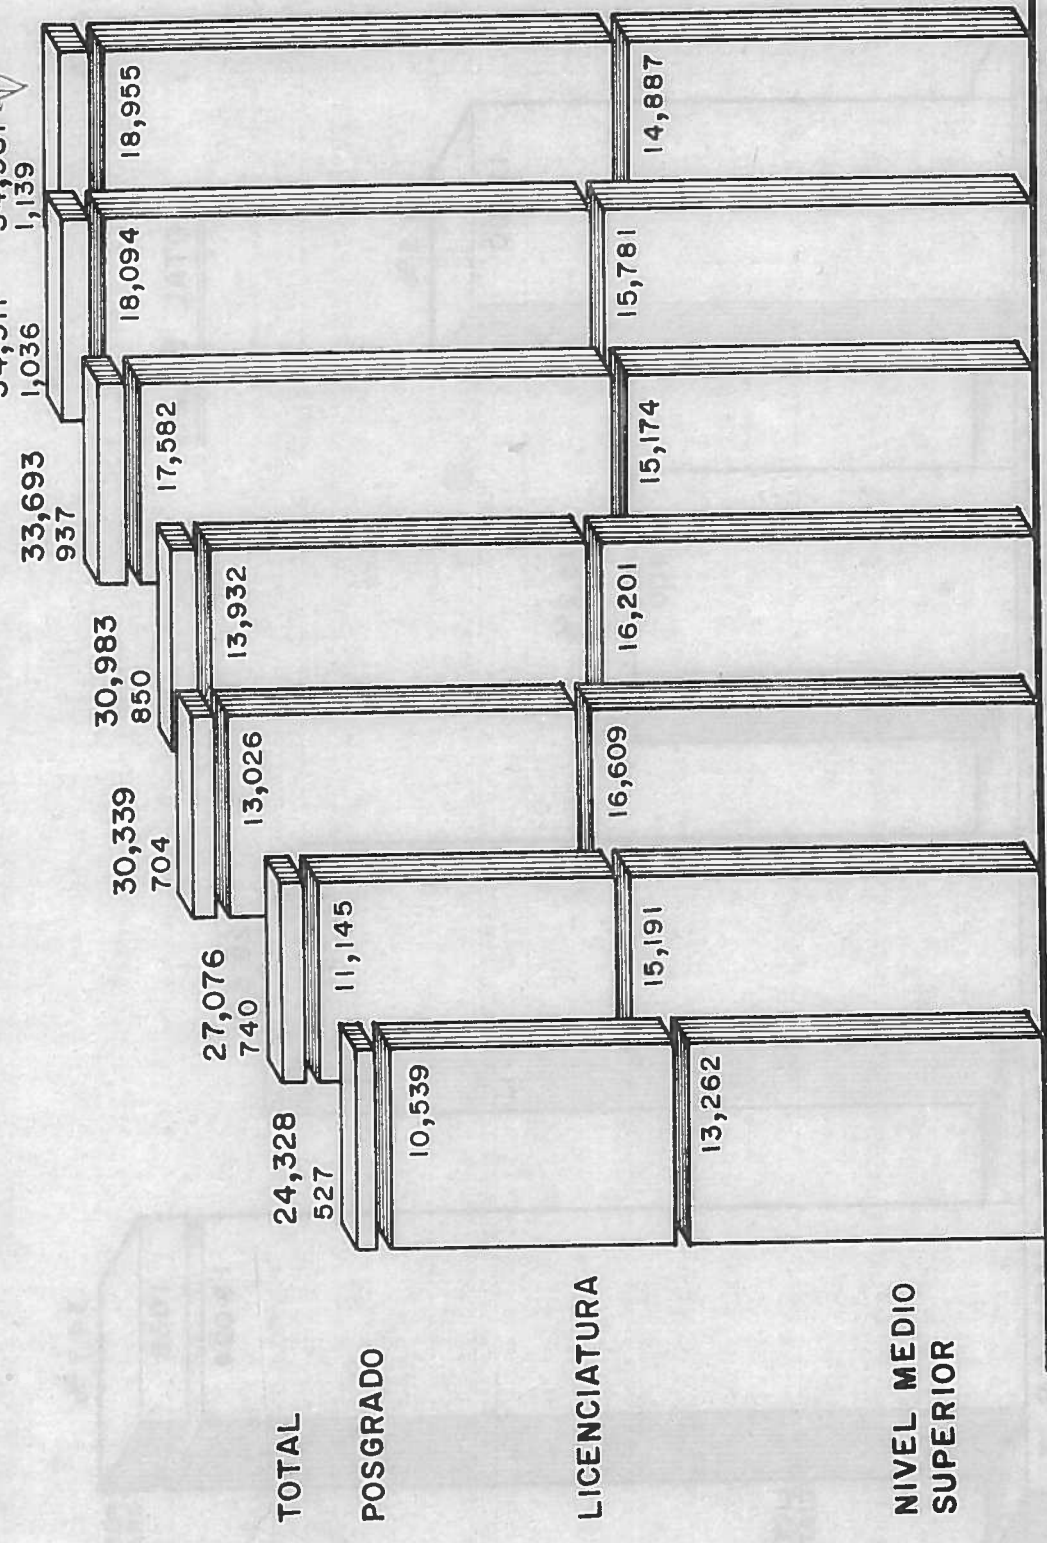 TOTAL 24,328 27,076 30,339 30,983 33,693
POSGRADO 527 740 704 850 937 1,036 1,139
LICENCIATURA 10,539 11,145 13,026 13,932 17,582 18,094 18,955
NIVEL MEDIO
SUPERIOR 13,262 15,191 16,609 16,201 15,174 15,781 14,887